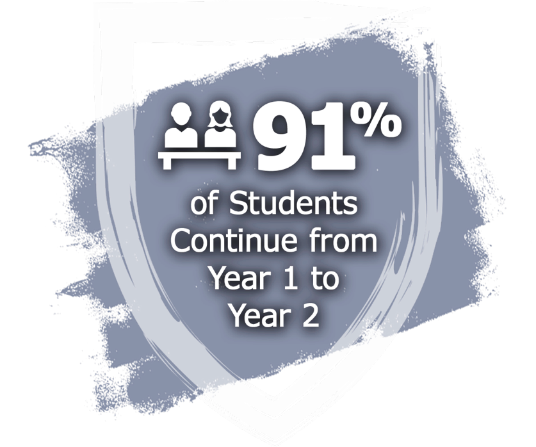 91%
of Students
Continue from
Year 1 to
Year 2